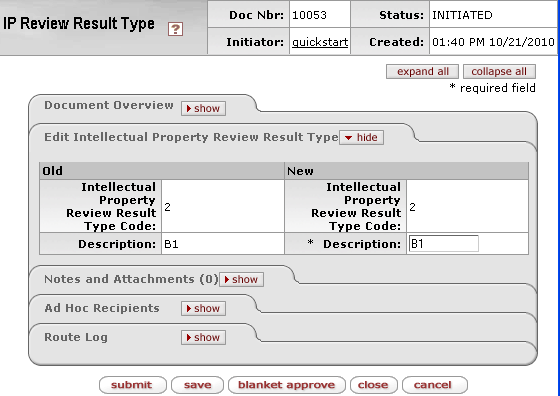 IP Review Result Type ?
Doc Nbr: 10053 Status: INITIATED
Initiator: quickstart Created: 01:40 PM 10/21/2010
expand all collapse all
* required field
Document Overview show
Edit Intellectual Property Review Result Type hide
Old New
Intellectual Property Review Result Type Code: 2 Intellectual Property Review Result Type Code: 2
Description: B1 * Description: B1
Notes and Attachments (0) show
Ad Hoc Recipients show
Route Log show
submit save blanket approve close cancel